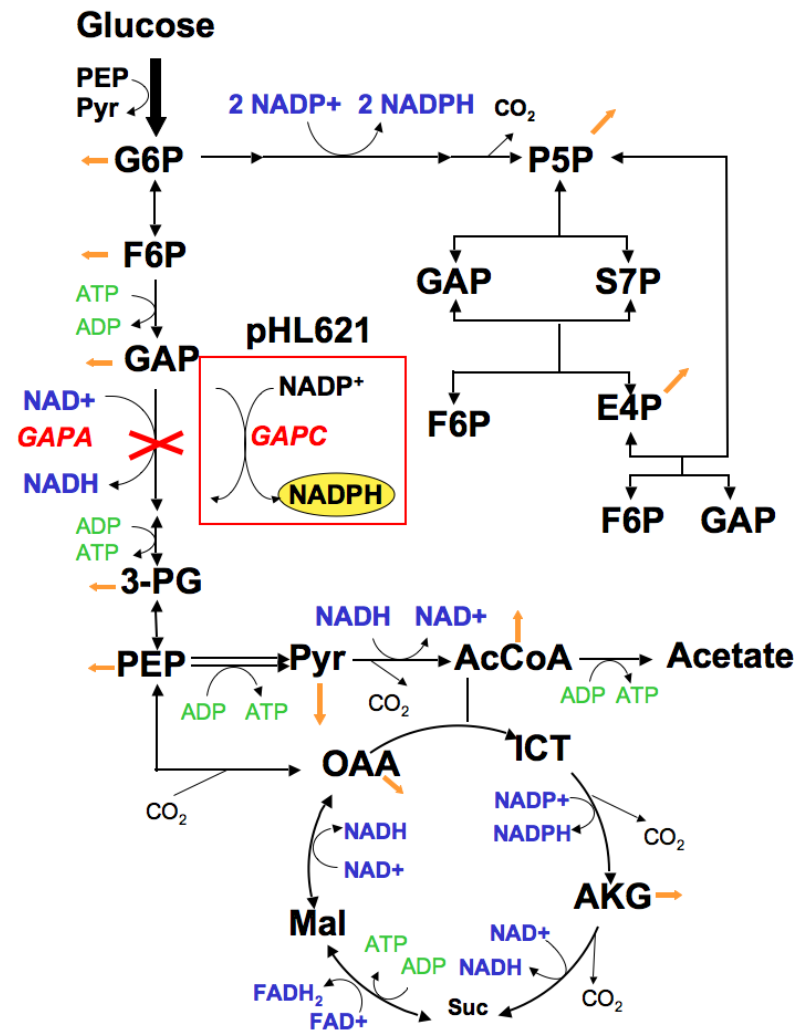 Glucose
PEP
Pyr
2 NADP+ 2 NADPH
CO2
G6P
P5P
F6P
GAP
S7P
ATP
ADP
pHL621
GAP
NADP+
NAD+
GAPA
GAPC
F6P
E4P
NADH
NADPH
ADP
ATP
F6P
GAP
3-PG
NADH NAD+
PEP
Pyr
AcCoA
Acetate
ADP ATP
CO2
ADP ATP
OAA
ICT
CO2
NADP+
NADPH
CO2
NADH
NAD+
AKG
Mal
NAD+
NADH
ATP
ADP
CO2
FADH2
FAD+
Suc